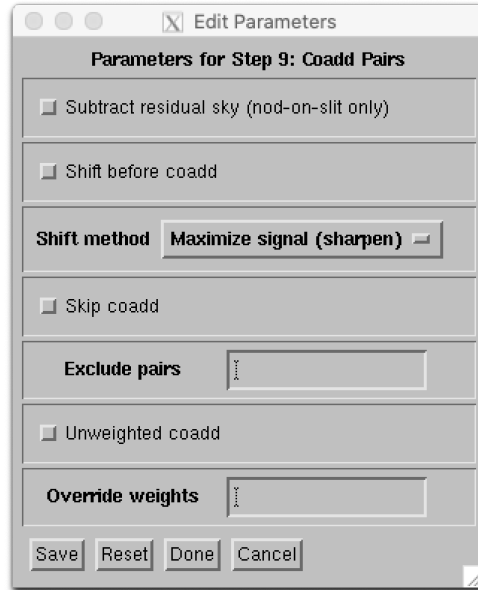 Edit Parameters
Parameters for Step 9: Coadd Pairs
Subtract residual sky (nod-on-slit only)
Shift before coadd
Shift method Maximize signal (sharpen)
Skip coadd
Exclude pairs
Unweighted coadd
Override weights
Save Reset Done Cancel